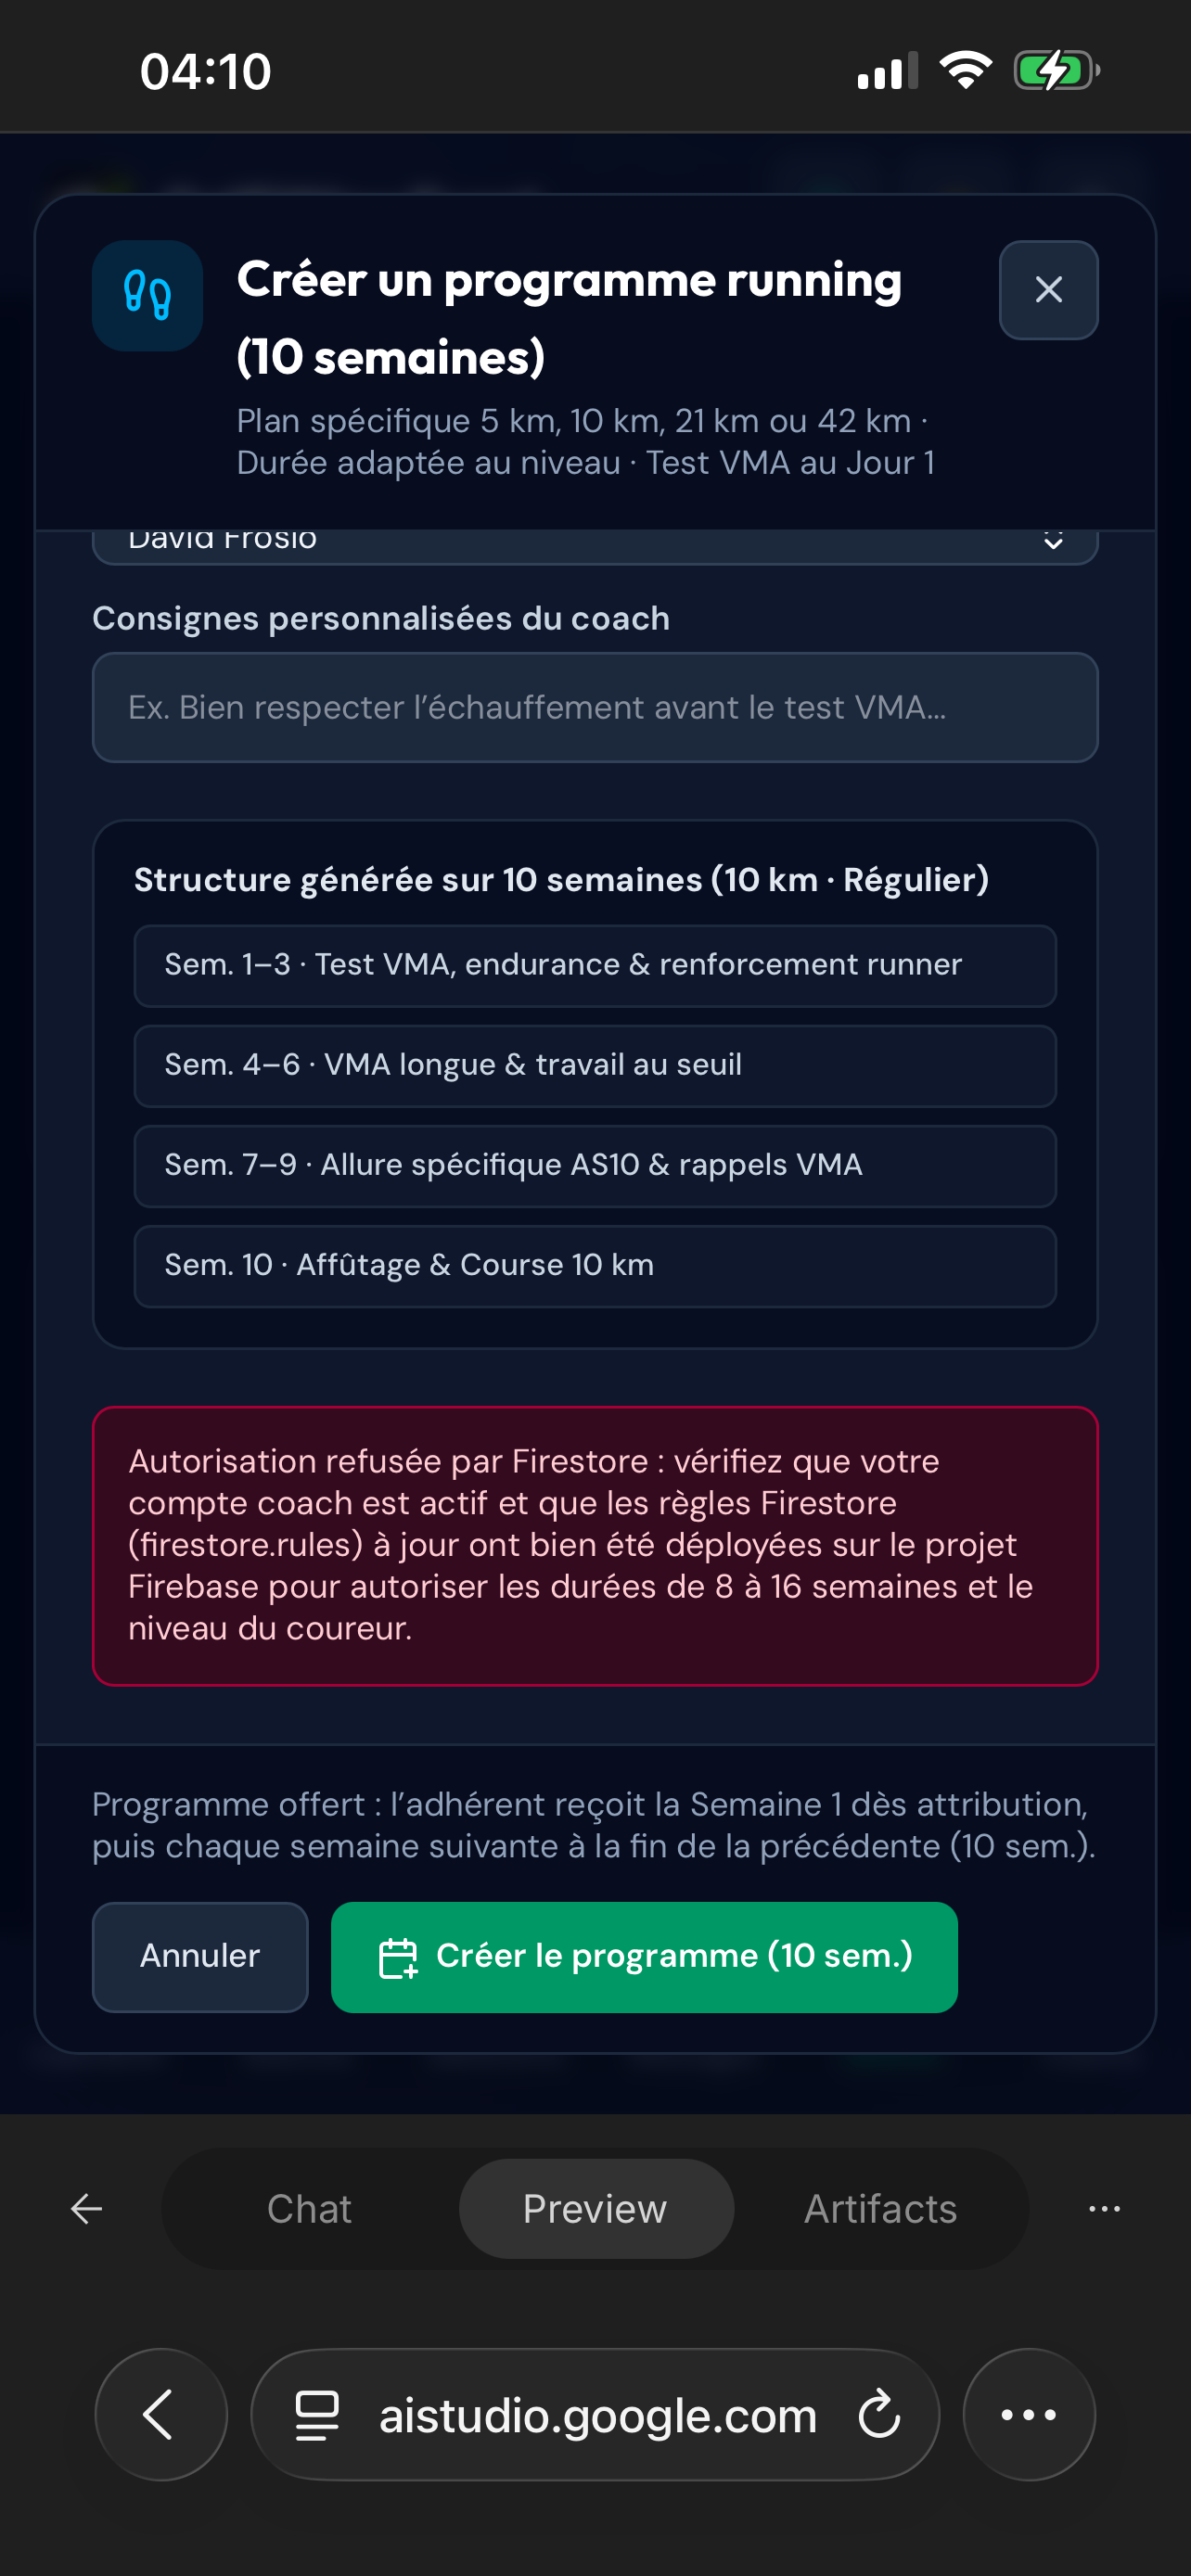 04:10
Créer un programme running
(10 semaines)
Plan spécifique 5 km, 10 km, 21 km ou 42 km ·
Durée adaptée au niveau · Test VMA au Jour 1
David Frosio
Consignes personnalisées du coach
Ex. Bien respecter l’échauffement avant le test VMA...
Structure générée sur 10 semaines (10 km · Régulier)
Sem. 1–3 · Test VMA, endurance & renforcement runner
Sem. 4–6 · VMA longue & travail au seuil
Sem. 7–9 · Allure spécifique AS10 & rappels VMA
Sem. 10 · Affûtage & Course 10 km
Autorisation refusée par Firestore : vérifiez que votre
compte coach est actif et que les règles Firestore
(firestore.rules) à jour ont bien été déployées sur le projet
Firebase pour autoriser les durées de 8 à 16 semaines et le
niveau du coureur.
Programme offert : l’adhérent reçoit la Semaine 1 dès attribution,
puis chaque semaine suivante à la fin de la précédente (10 sem.).
Annuler
Créer le programme (10 sem.)
Chat
Preview
Artifacts
aistudio.google.com